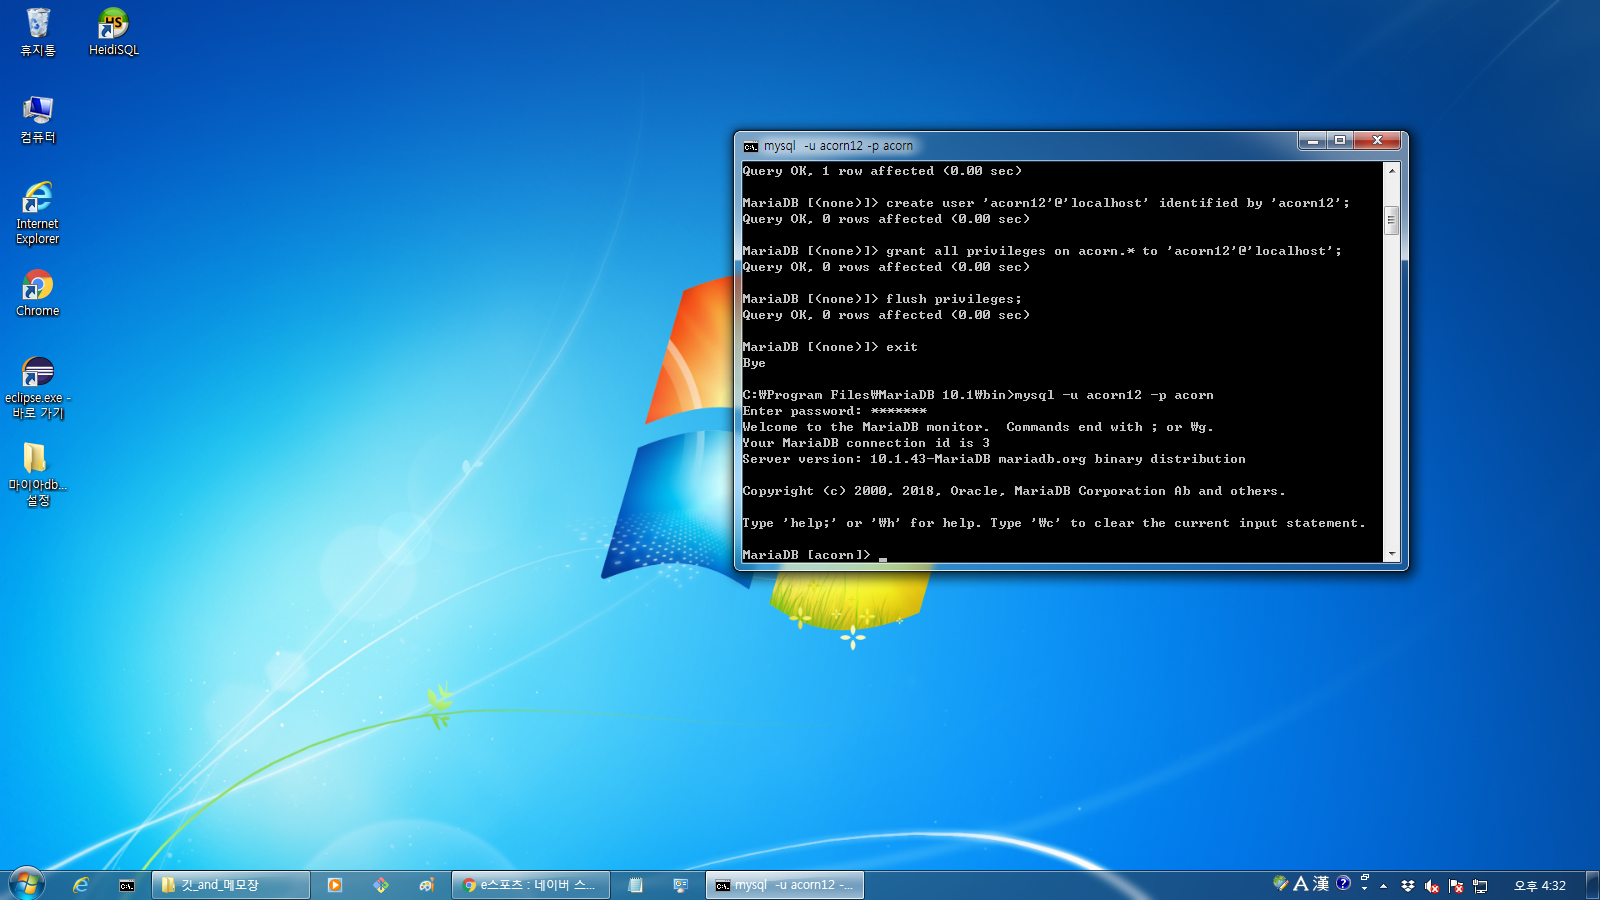 휴지통
HeidiSQL
컴퓨터
Internet
Explorer
Chrome
eclipse.exe -
바로 가기
마이아db...
설정
mysql  -u acorn12 -p acorn
Query OK, 1 row affected (0.00 sec)
MariaDB [(none)]> create user 'acorn12'@'localhost' identified by 'acorn12';
Query OK, 0 rows affected (0.00 sec)
MariaDB [(none)]> grant all privileges on acorn.* to 'acorn12'@'localhost';
Query OK, 0 rows affected (0.00 sec)
MariaDB [(none)]> flush privileges;
Query OK, 0 rows affected (0.00 sec)
MariaDB [(none)]> exit
Bye
C:₩Program Files₩MariaDB 10.1₩bin>mysql -u acorn12 -p acorn
Enter password: *******
Welcome to the MariaDB monitor.  Commands end with ; or ₩g.
Your MariaDB connection id is 3
Server version: 10.1.43-MariaDB mariadb.org binary distribution
Copyright (c) 2000, 2018, Oracle, MariaDB Corporation Ab and others.
Type 'help;' or '₩h' for help. Type '₩c' to clear the current input statement.
MariaDB [acorn]> _
깃_and_메모장
e스포츠 : 네이버 스...
mysql  -u acorn12 -...
A 漢
오후 4:32